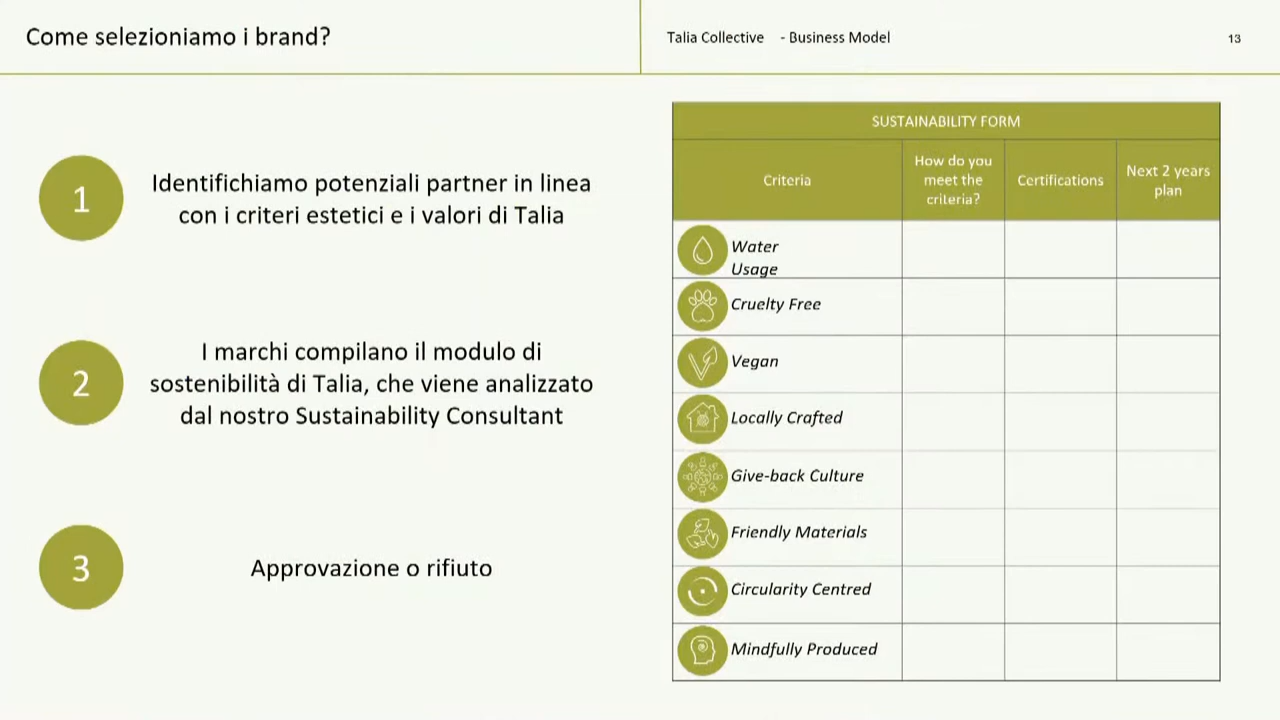 Come selezioniamo i brand?
Talia Collective - Business Model
13
1
Identifichiamo potenziali partner in linea
con i criteri estetici e i valori di Talia
2
I marchi compilano il modulo di
sostenibilità di Talia, che viene analizzato
dal nostro Sustainability Consultant
3
Approvazione o rifiuto
SUSTAINABILITY FORM
Criteria
How do you
meet the
criteria?
Certifications
Next 2 years
plan
Water
Usage
Cruelty Free
Vegan
Locally Crafted
Give-back Culture
Friendly Materials
Circularity Centred
Mindfully Produced